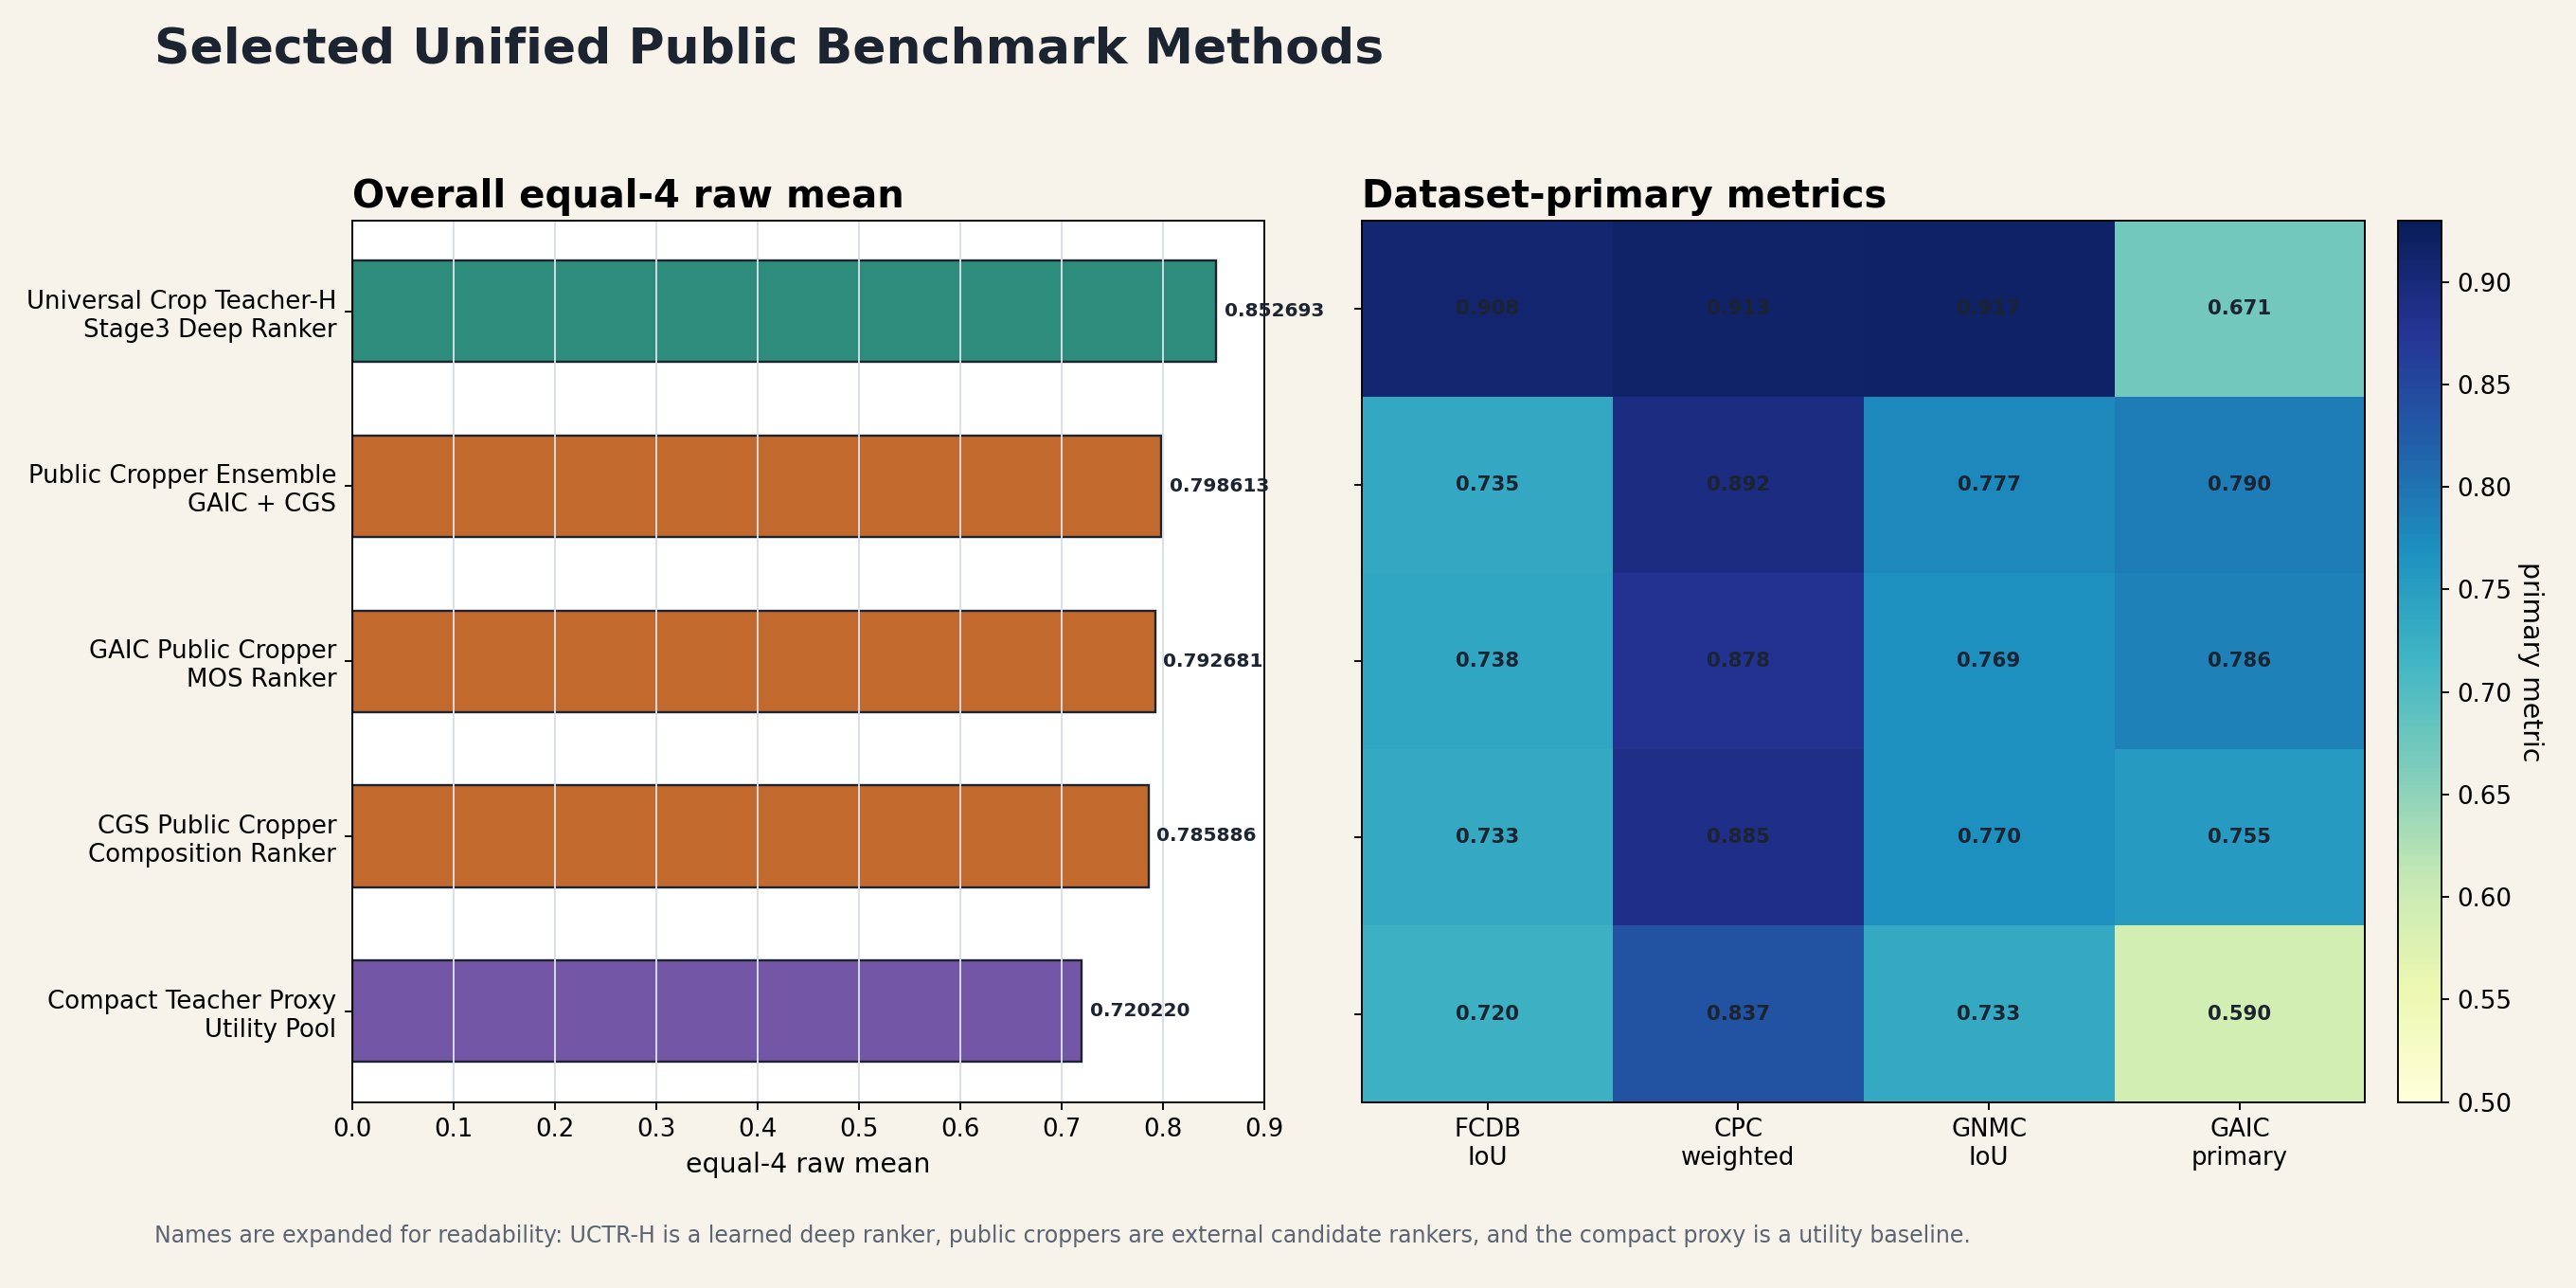 Selected Unified Public Benchmark Methods
Overall equal-4 raw mean
Universal Crop Teacher-H
Stage3 Deep Ranker
0.852693
Public Cropper Ensemble
GAIC + CGS
0.798613
GAIC Public Cropper
MOS Ranker
0.792681
CGS Public Cropper
Composition Ranker
0.785886
Compact Teacher Proxy
Utility Pool
0.720220
0.0 0.1 0.2 0.3 0.4 0.5 0.6 0.7 0.8 0.9
equal-4 raw mean
Dataset-primary metrics
0.908 0.913 0.917 0.671
0.735 0.892 0.777 0.790
0.738 0.878 0.769 0.786
0.733 0.885 0.770 0.755
0.720 0.837 0.733 0.590
FCDB
IoU
CPC
weighted
GNMC
IoU
GAIC
primary
0.90
0.85
0.80
0.75
0.70
0.65
0.60
0.55
0.50
primary metric
Names are expanded for readability: UCTR-H is a learned deep ranker, public croppers are external candidate rankers, and the compact proxy is a utility baseline.